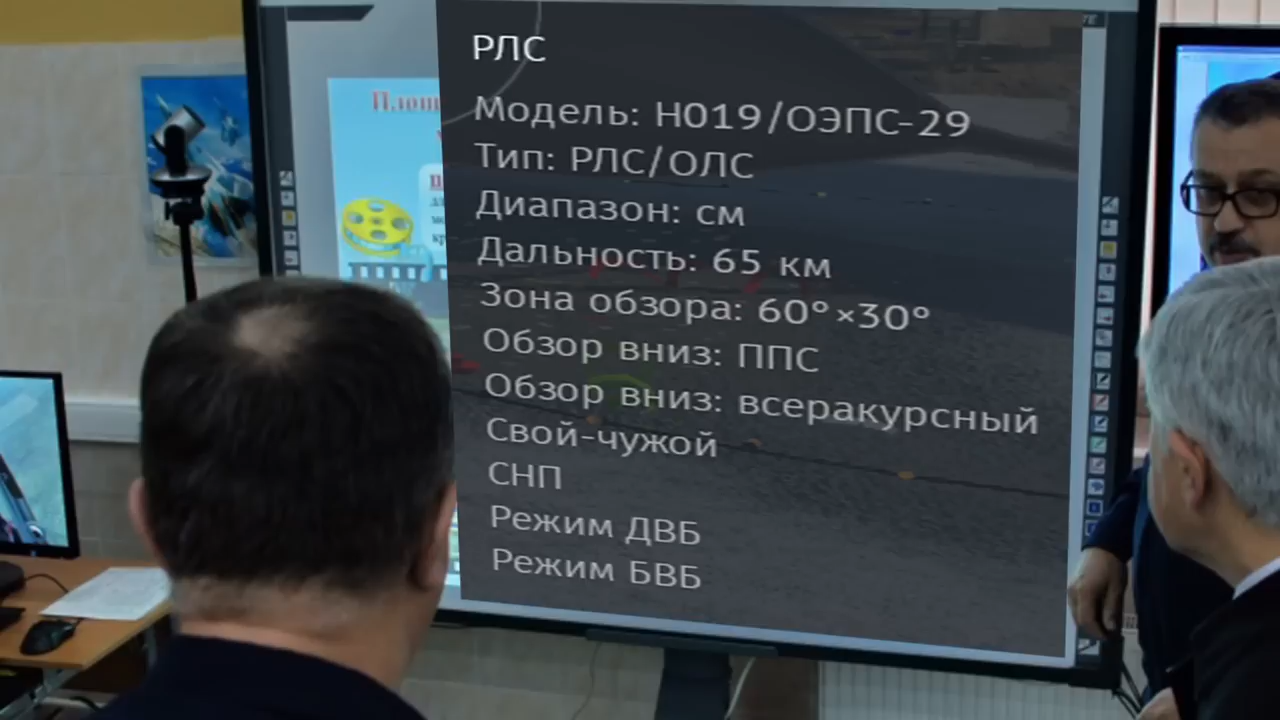 РЛС
Модель: Н019/ОЭПС-29
Тип: РЛС/ОЛС
Диапазон: см
Дальность: 65 км
Зона обзора: 60°×30°
Обзор вниз: ППС
Обзор вниз: всеракурсный
Свой-чужой
СНП
Режим ДВБ
Режим БВБ